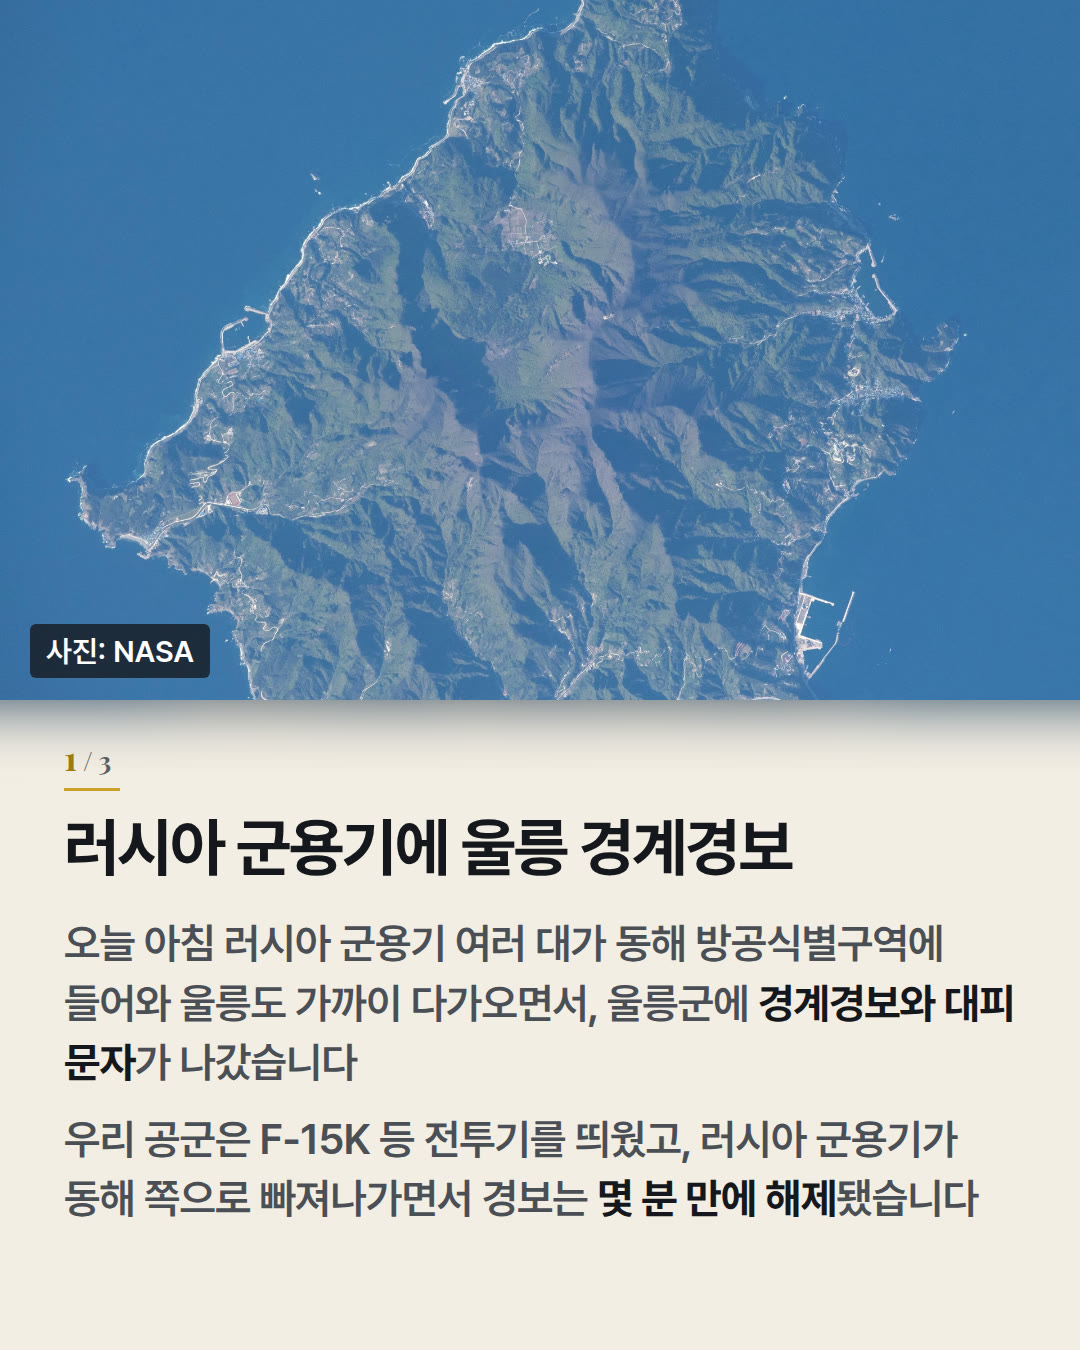 사진: NASA
1 / 3
러시아 군용기에 울릉 경계경보
오늘 아침 러시아 군용기 여러 대가 동해 방공식별구역에
들어와 울릉도 가까이 다가오면서, 울릉군에 경계경보와 대피
문자가 나갔습니다
우리 공군은 F-15K 등 전투기를 띄웠고, 러시아 군용기가
동해 쪽으로 빠져나가면서 경보는 몇 분 만에 해제됐습니다